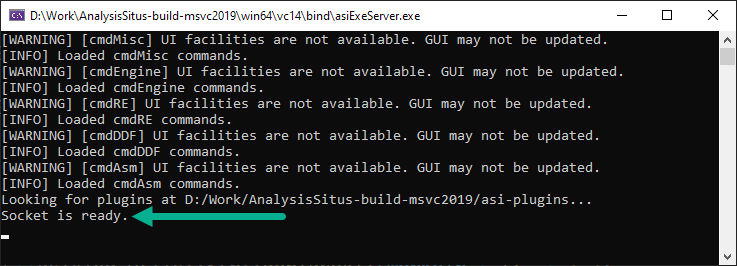 D:\Work\AnalysisSitus-build-msvc2019\win64\vc14\bind\asiExeServer.exe
[WARNING] [cmdMisc] UI facilities are not available. GUI may not be updated.
[INFO] Loaded cmdMisc commands.
[WARNING] [cmdEngine] UI facilities are not available. GUI may not be updated.
[INFO] Loaded cmdEngine commands.
[WARNING] [cmdRE] UI facilities are not available. GUI may not be updated.
[INFO] Loaded cmdRE commands.
[WARNING] [cmdDDF] UI facilities are not available. GUI may not be updated.
[INFO] Loaded cmdDDF commands.
[WARNING] [cmdAsm] UI facilities are not available. GUI may not be updated.
[INFO] Loaded cmdAsm commands.
Looking for plugins at D:/Work/AnalysisSitus-build-msvc2019/asi-plugins...
Socket is ready.